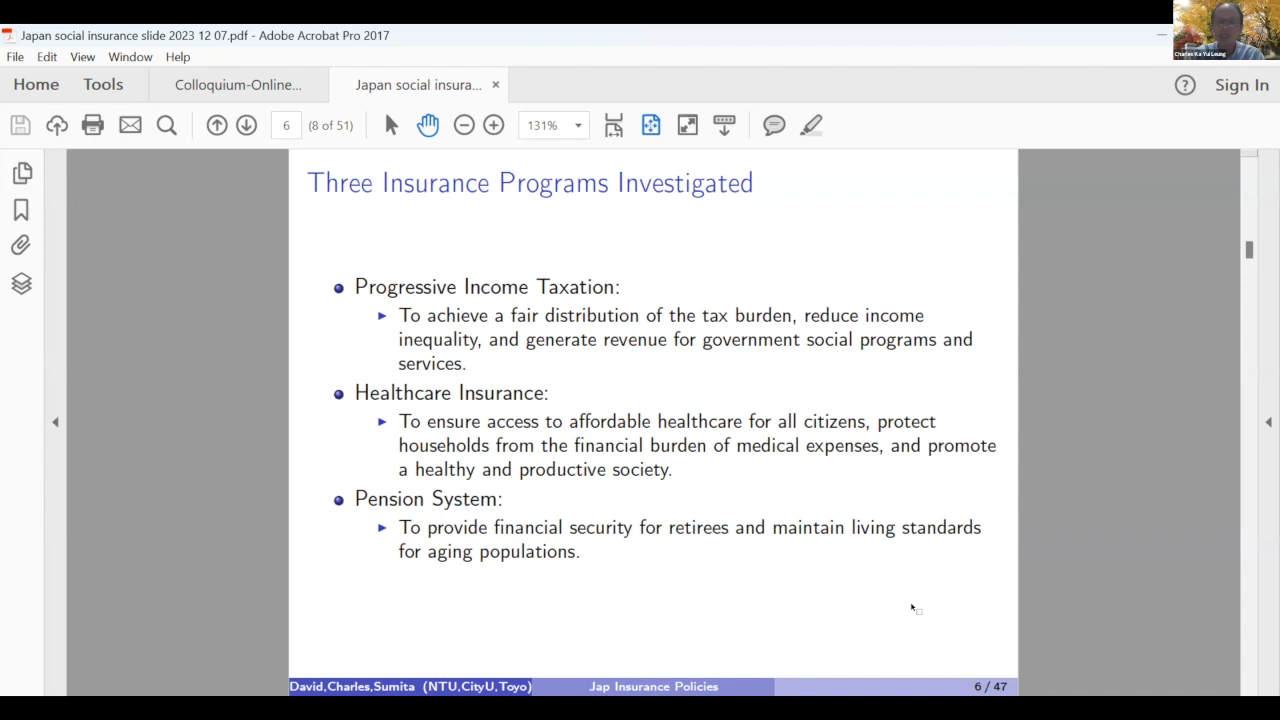 Japan social insurance slide 2023 12 07.pdf - Adobe Acrobat Pro 2017
Charles Ka Yui Leung
File Edit View Window Help
Home Tools Colloquium-Online... Japan social insura... × Sign In
6 (8 of 51) 131%
Three Insurance Programs Investigated
Progressive Income Taxation:
To achieve a fair distribution of the tax burden, reduce income
inequality, and generate revenue for government social programs and
services.
Healthcare Insurance:
To ensure access to affordable healthcare for all citizens, protect
households from the financial burden of medical expenses, and promote
a healthy and productive society.
Pension System:
To provide financial security for retirees and maintain living standards
for aging populations.
David,Charles,Sumita (NTU,CityU,Toyo) Jap Insurance Policies 6 / 47